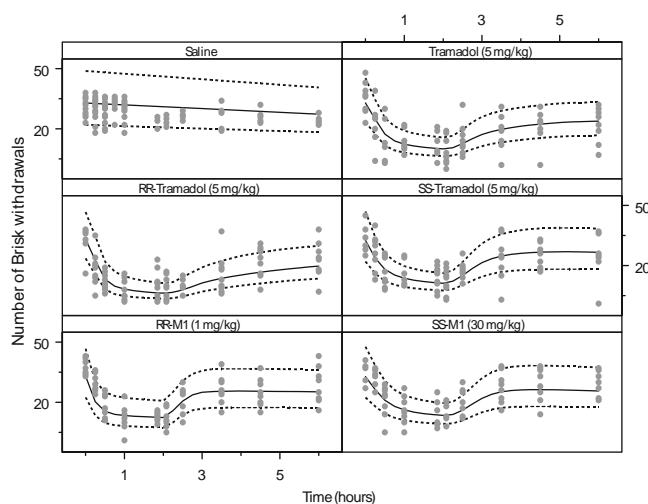 1 3 5
Saline Tramadol (5 mg/kg)
50
20
RR-Tramadol (5 mg/kg) SS-Tramadol (5 mg/kg)
50
20
RR-M1 (1 mg/kg) SS-M1 (30 mg/kg)
50
20
1 3 5
Time (hours)
Number of Brisk withdrawals